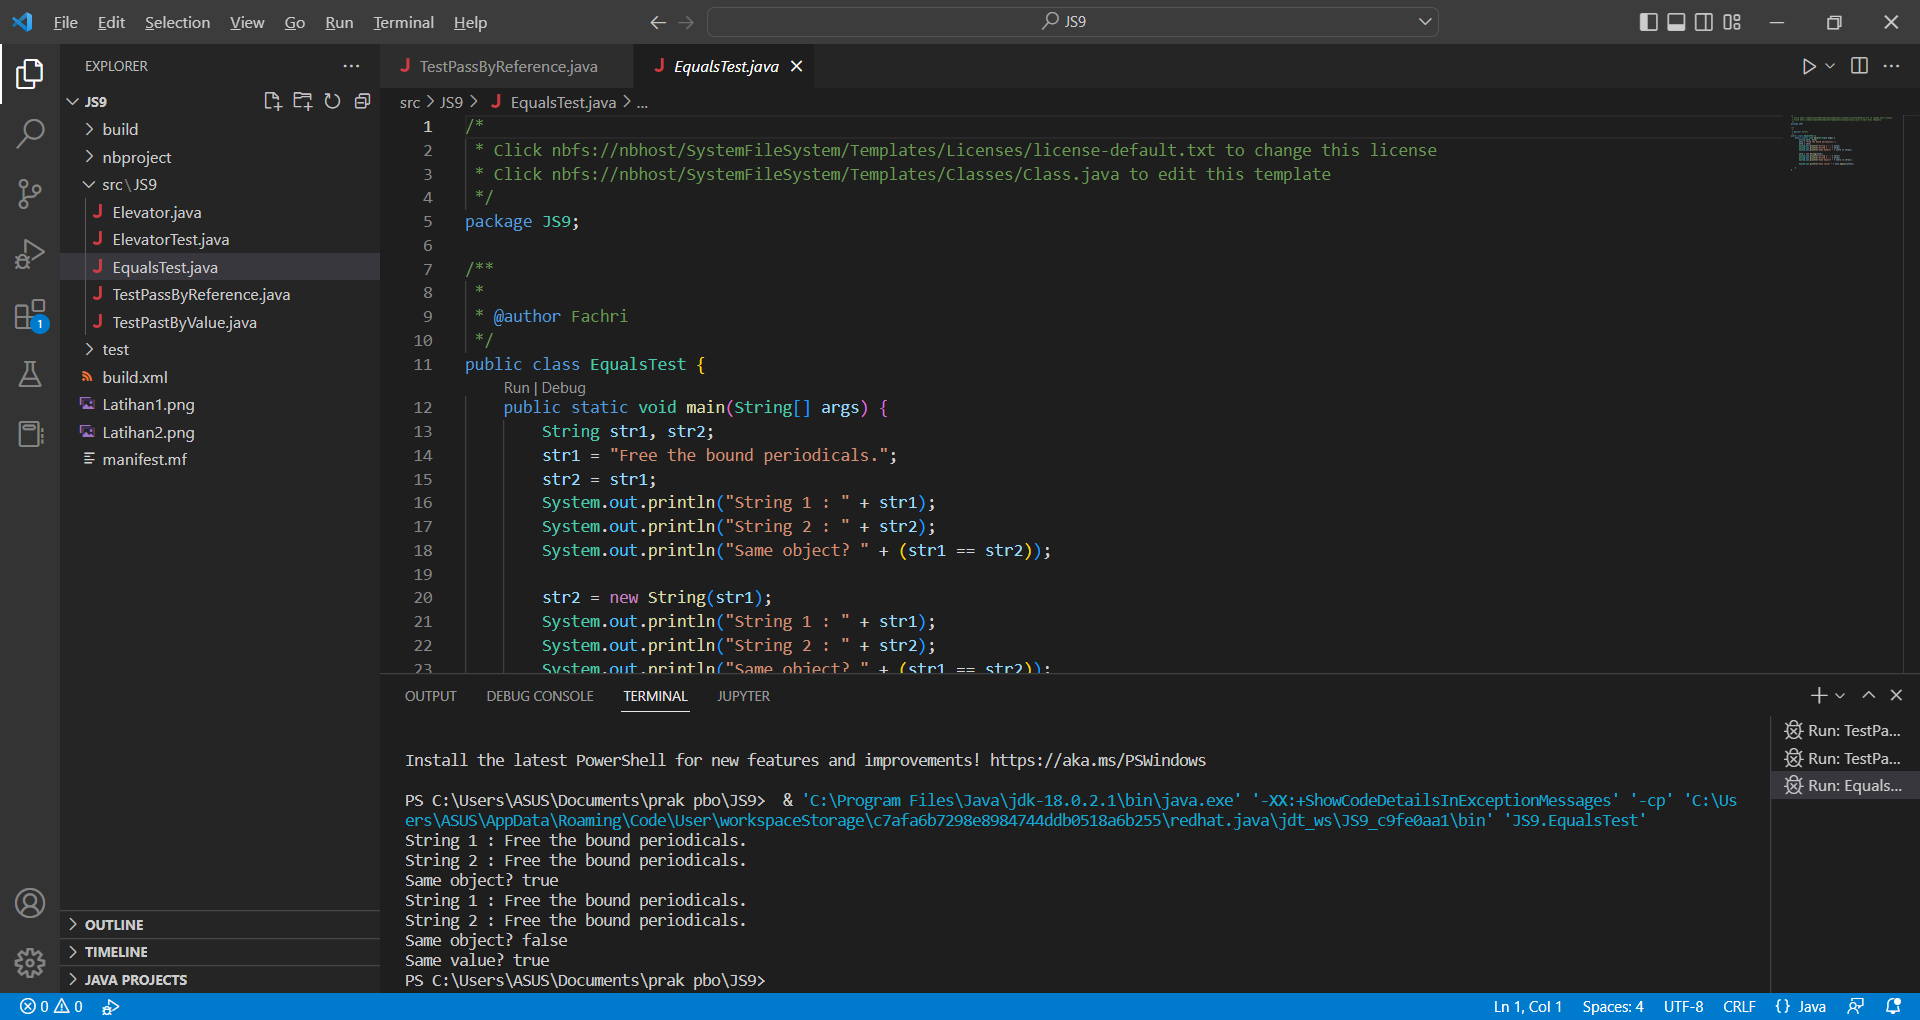 File Edit Selection View Go Run Terminal Help
JS9
EXPLORER
JS9
build
nbproject
src\JS9
Elevator.java
ElevatorTest.java
EqualsTest.java
TestPassByReference.java
TestPastByValue.java
test
build.xml
Latihan1.png
Latihan2.png
manifest.mf
OUTLINE
TIMELINE
JAVA PROJECTS
1
TestPassByReference.java
EqualsTest.java
src > JS9 > EqualsTest.java > ...
1 /*
2 * Click nbfs://nbhost/SystemFileSystem/Templates/Licenses/license-default.txt to change this license
3 * Click nbfs://nbhost/SystemFileSystem/Templates/Classes/Class.java to edit this template
4 */
5 package JS9;
6
7 /**
8 *
9 * @author Fachri
10 */
11 public class EqualsTest {
Run | Debug
12 public static void main(String[] args) {
13 String str1, str2;
14 str1 = "Free the bound periodicals.";
15 str2 = str1;
16 System.out.println("String 1 : " + str1);
17 System.out.println("String 2 : " + str2);
18 System.out.println("Same object? " + (str1 == str2));
19
20 str2 = new String(str1);
21 System.out.println("String 1 : " + str1);
22 System.out.println("String 2 : " + str2);
23 System.out.println("Same object? " + (str1 == str2));
OUTPUT DEBUG CONSOLE TERMINAL JUPYTER
Install the latest PowerShell for new features and improvements! https://aka.ms/PSWindows
PS C:\Users\ASUS\Documents\prak pbo\JS9> & 'C:\Program Files\Java\jdk-18.0.2.1\bin\java.exe' '-XX:+ShowCodeDetailsInExceptionMessages' '-cp' 'C:\Us
ers\ASUS\AppData\Roaming\Code\User\workspaceStorage\c7afa6b7298e8984744ddb0518a6b255\redhat.java\jdt_ws\JS9_c9fe0aa1\bin' 'JS9.EqualsTest'
String 1 : Free the bound periodicals.
String 2 : Free the bound periodicals.
Same object? true
String 1 : Free the bound periodicals.
String 2 : Free the bound periodicals.
Same object? false
Same value? true
PS C:\Users\ASUS\Documents\prak pbo\JS9>
Run: TestPa...
Run: TestPa...
Run: Equals...
0 0
Ln 1, Col 1 Spaces: 4 UTF-8 CRLF {} Java